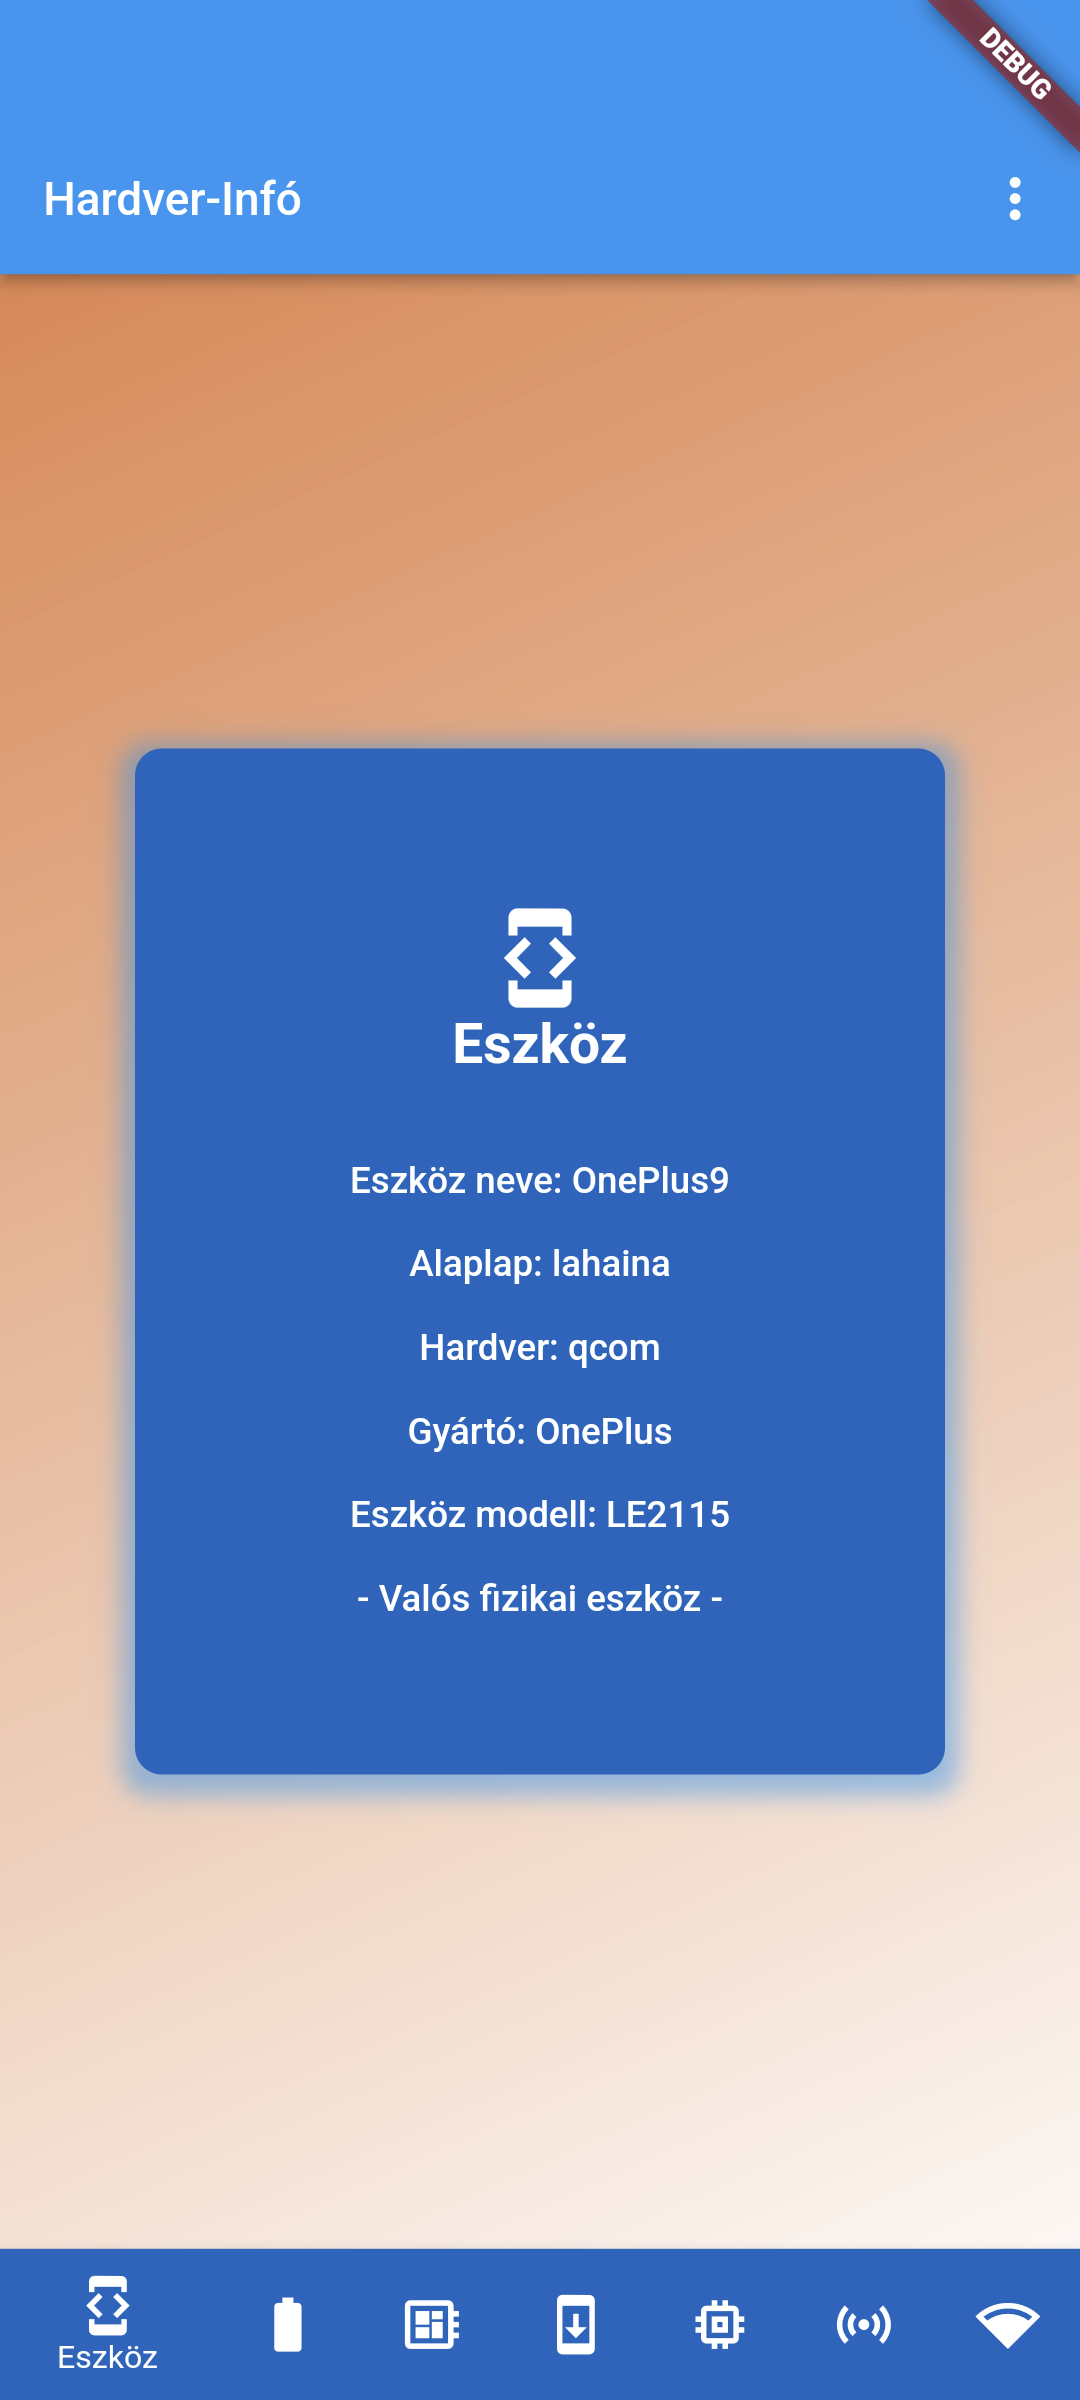 DEBUG
Hardver-Infó
Eszköz
Eszköz neve: OnePlus9
Alaplap: lahaina
Hardver: qcom
Gyártó: OnePlus
Eszköz modell: LE2115
- Valós fizikai eszköz -
Eszköz